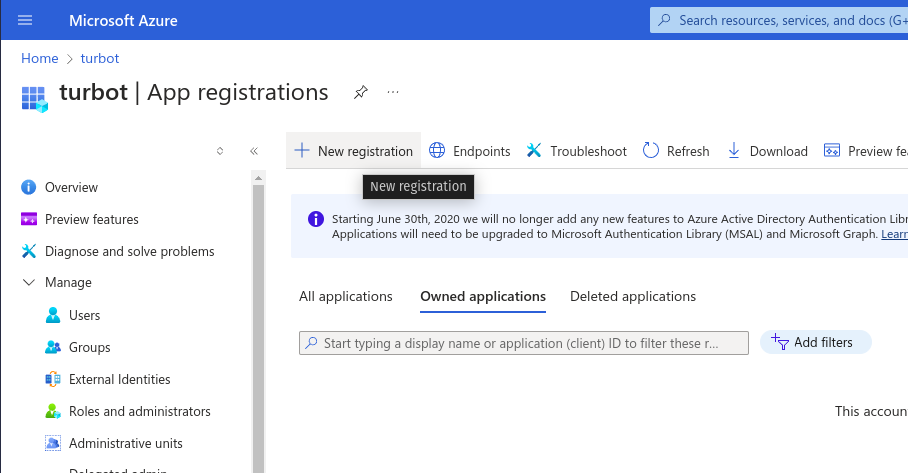 Microsoft Azure
Search resources, services, and docs (G+
Home > turbot
turbot | App registrations
New registration
Endpoints
Troubleshoot
Refresh
Download
Preview fea
New registration
Overview
Preview features
Diagnose and solve problems
Manage
Users
Groups
External Identities
Roles and administrators
Administrative units
Delegated admin
Starting June 30th, 2020 we will no longer add any new features to Azure Active Directory Authentication Libr
Applications will need to be upgraded to Microsoft Authentication Library (MSAL) and Microsoft Graph. Learn
All applications
Owned applications
Deleted applications
Start typing a display name or application (client) ID to filter these r...
Add filters
This accoun